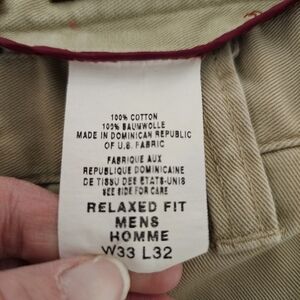 100% COTTON
100% BAUMWOLLE
MADE IN DOMINICAN REPUBLIC
OF U.S. FABRIC
FABRIQUE AUX
REPUBLIQUE DOMINICAINE
DE TISSU DES ETATS-UNIS
SEE SIDE FOR CARE
RELAXED FIT
MENS
HOMME
W33 L32